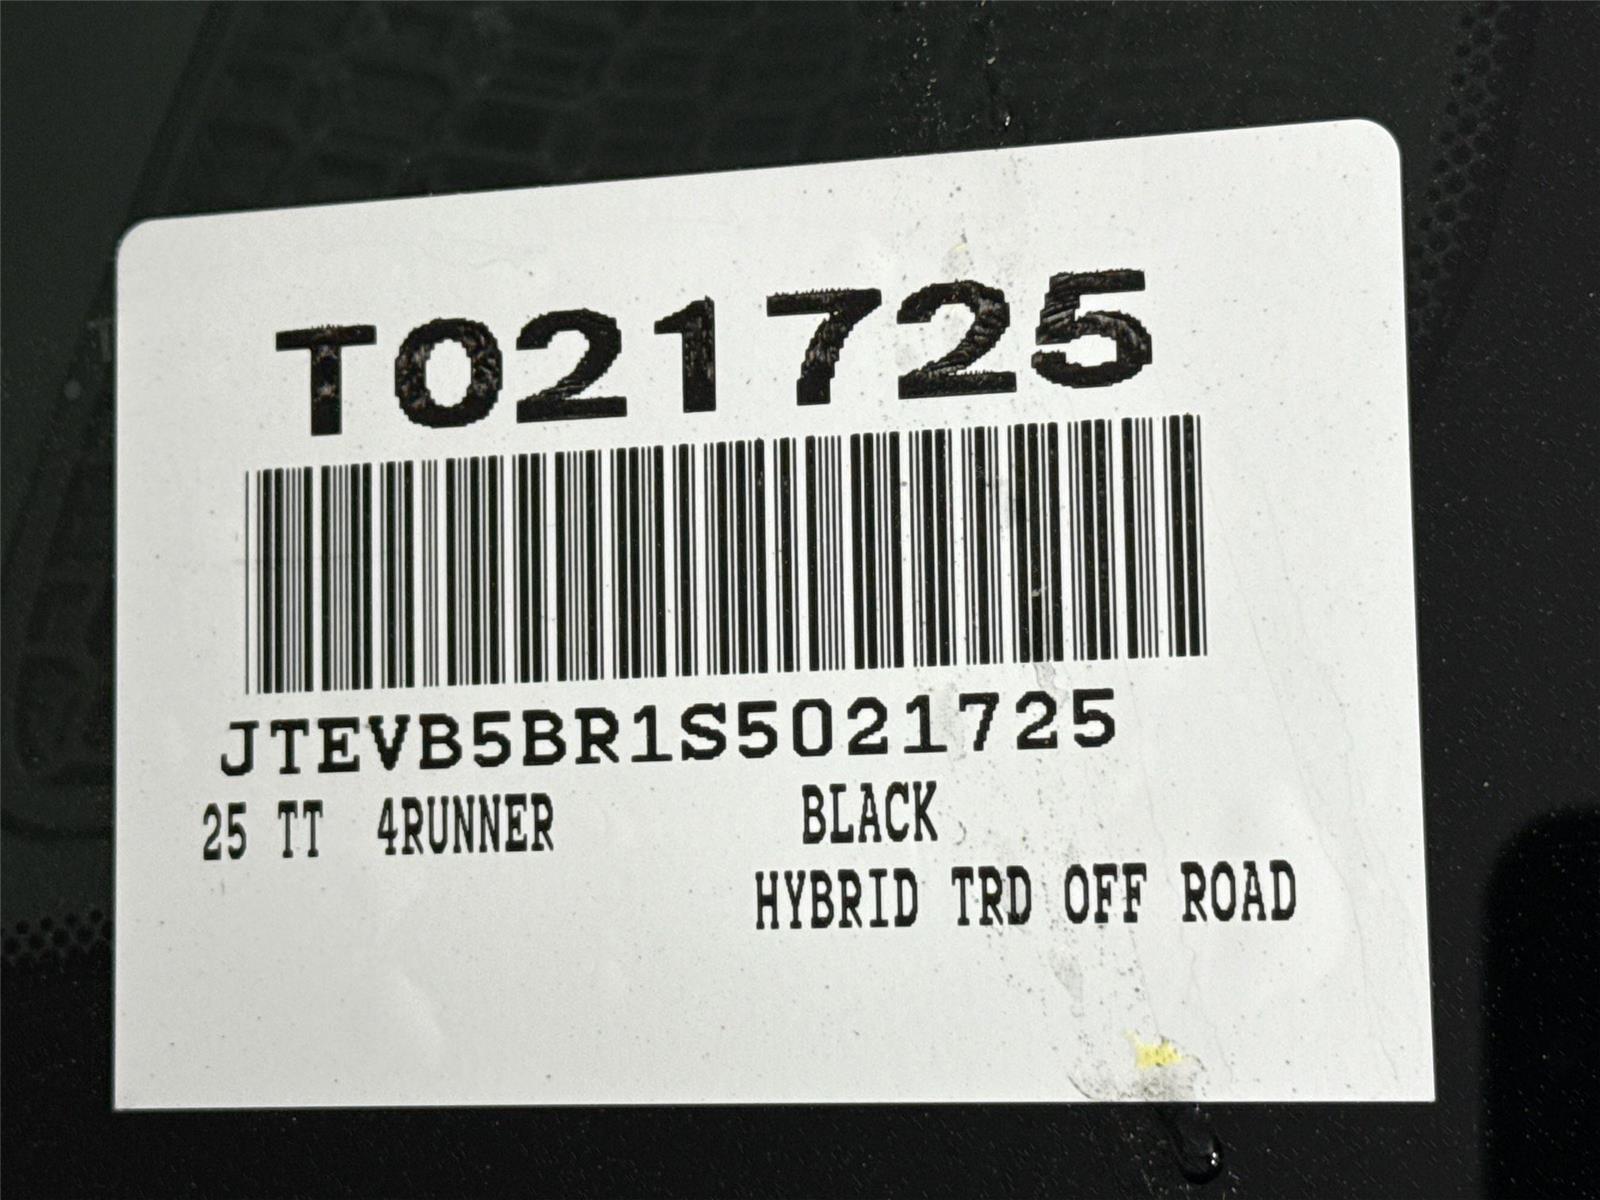 T021725
JTEVB5BR1S5021725
25 TT 4RUNNER BLACK
HYBRID TRD OFF ROAD